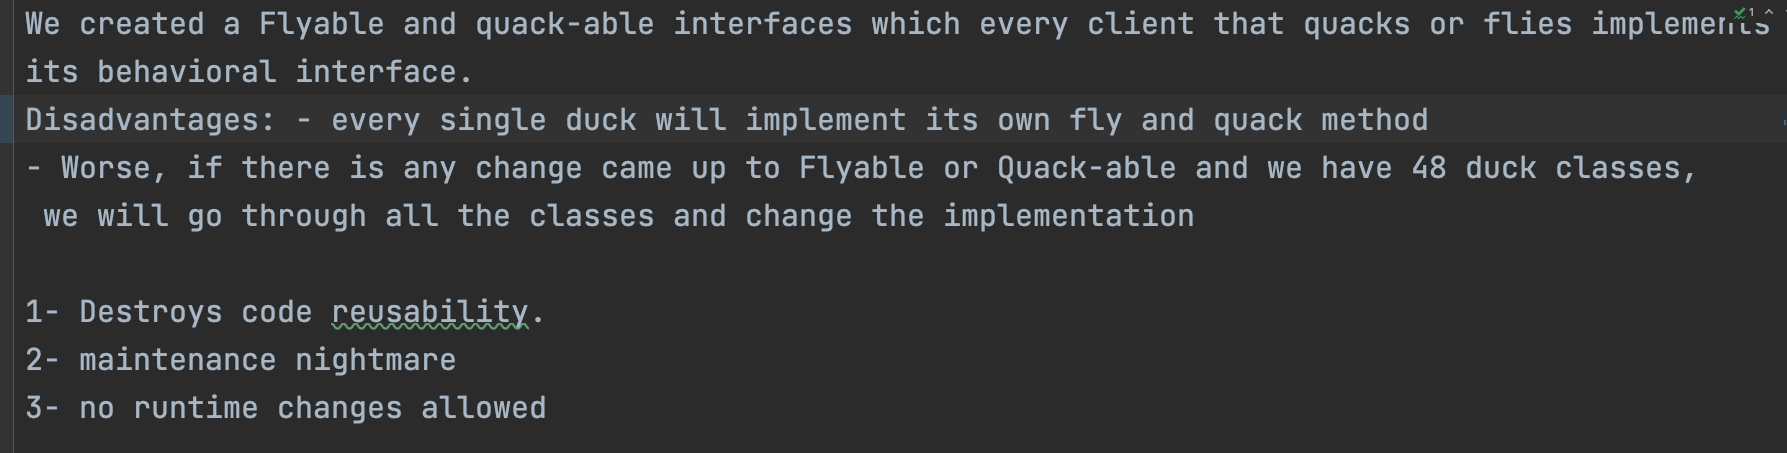 We created a Flyable and quack-able interfaces which every client that quacks or flies implements
its behavioral interface.
Disadvantages: - every single duck will implement its own fly and quack method
- Worse, if there is any change came up to Flyable or Quack-able and we have 48 duck classes,
we will go through all the classes and change the implementation
1- Destroys code reusability.
2- maintenance nightmare
3- no runtime changes allowed
1